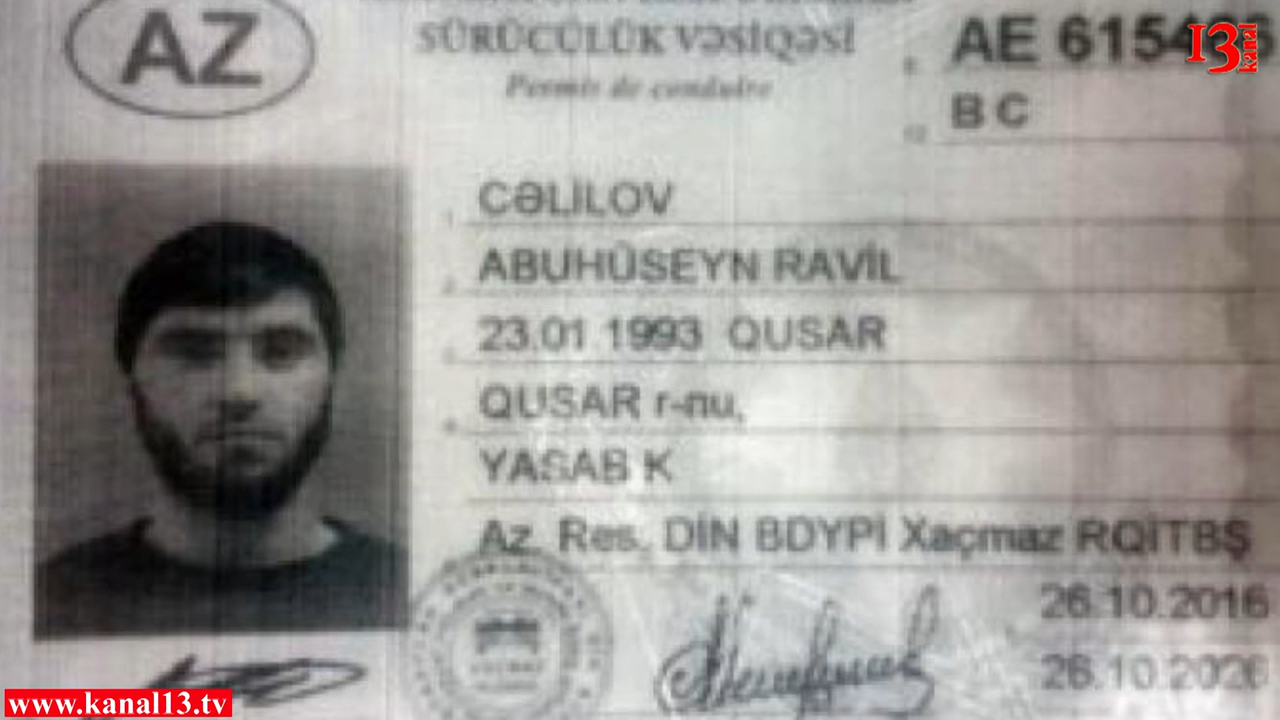 AZ
SÜRÜCÜLÜK VƏSİQƏSİ
Permis de conduire
AE 6154
13 kanal
B C
1. CƏLİLOV
2. ABUHÜSEYN RAVİL
23.01 1993 QUSAR
QUSAR r-nu,
YASAB K
Az. Res. DİN BDYPİ Xaçmaz RQİTBŞ
26.10.2016
26.10.2026
www.kanal13.tv